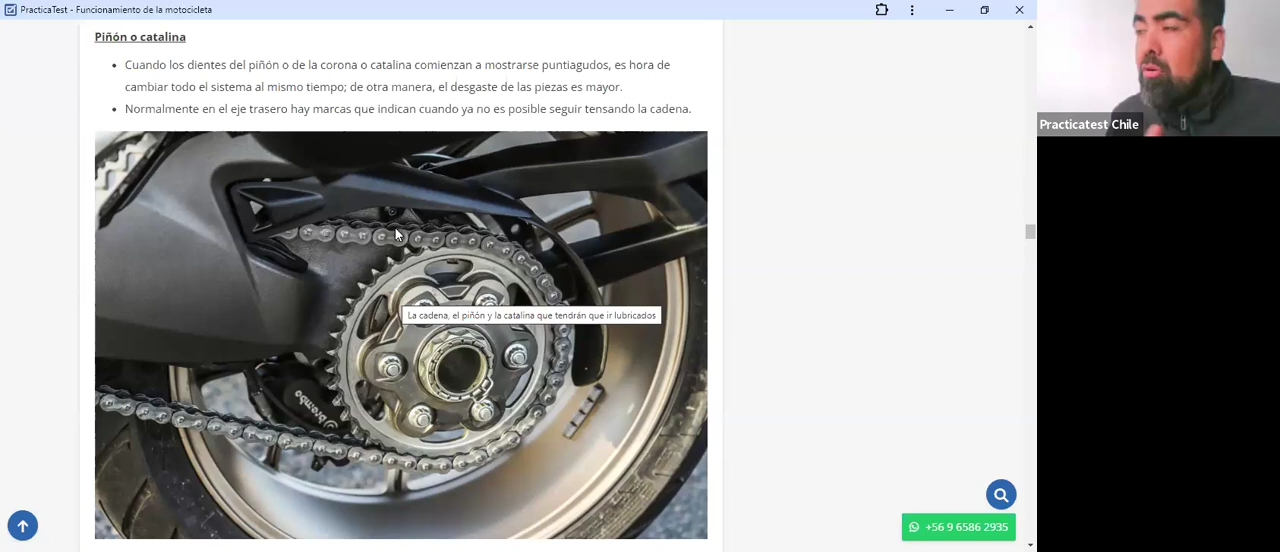 PracticaTest - Funcionamiento de la motocicleta
Piñón o catalina
Cuando los dientes del piñón o de la corona o catalina comienzan a mostrarse puntiagudos, es hora de
cambiar todo el sistema al mismo tiempo; de otra manera, el desgaste de las piezas es mayor.
Normalmente en el eje trasero hay marcas que indican cuando ya no es posible seguir tensando la cadena.
Practicatest Chile
La cadena, el piñón y la catalina que tendrán que ir lubricados
brembo
+56 9 6586 2935